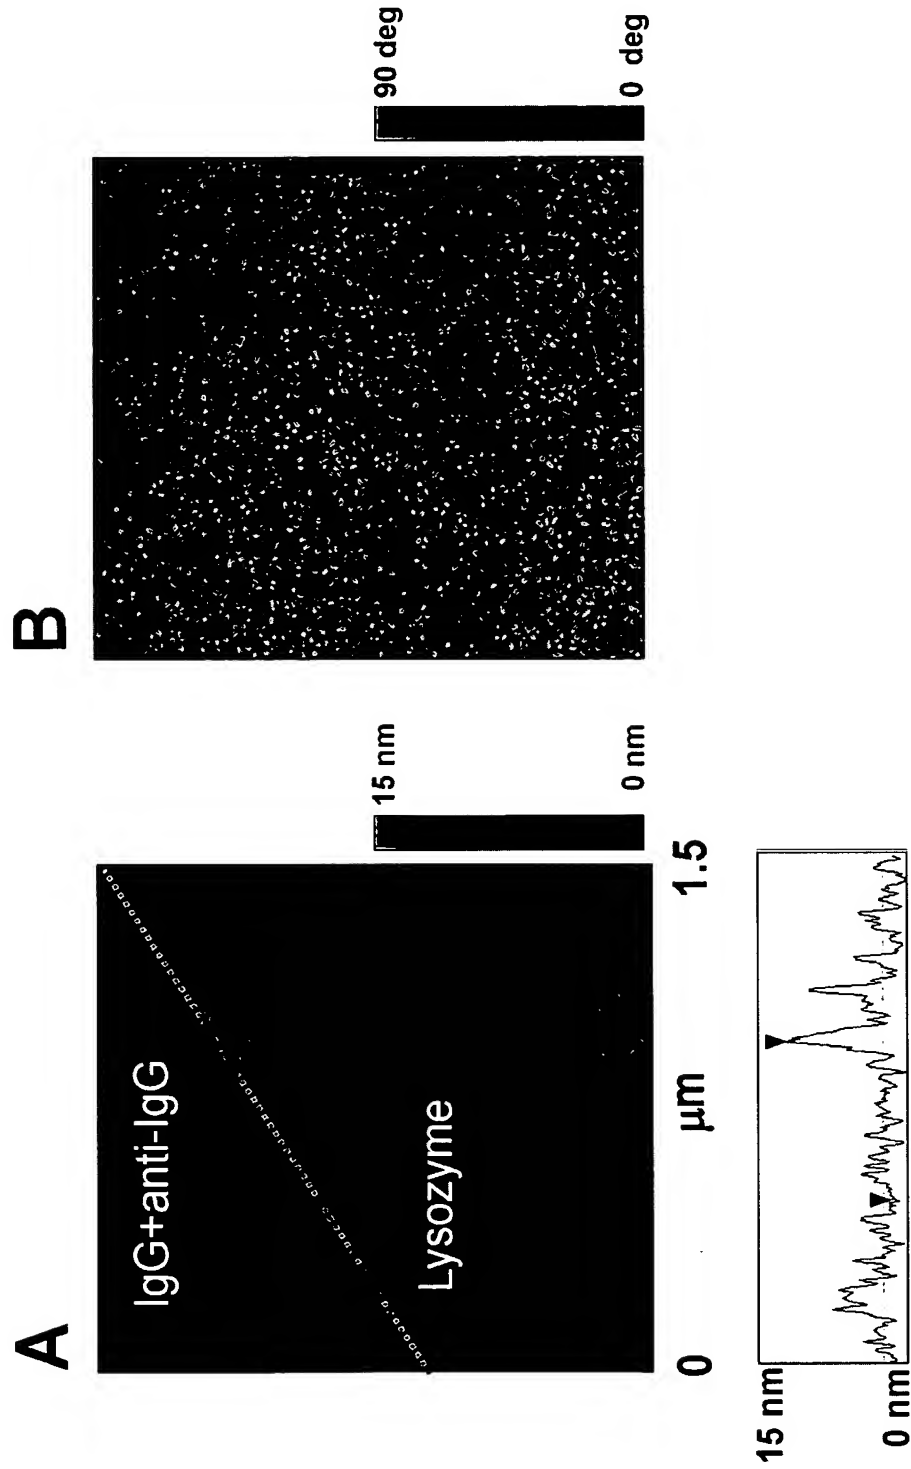 A
IgG+anti-IgG
Lysozyme
15 nm
0 nm
0
μm
1.5
15 nm
0 nm
B
90 deg
0 deg